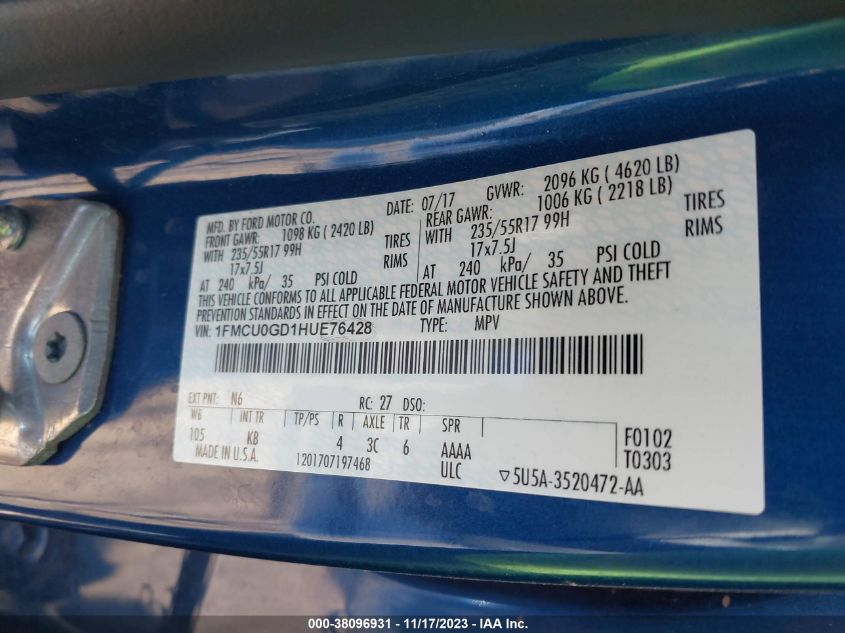 MFD. BY FORD MOTOR CO. DATE: 07/17 GVWR: 2096 KG ( 4620 LB)
FRONT GAWR: 1098 KG ( 2420 LB) REAR GAWR: 1006 KG ( 2218 LB)
WITH 235/55R17 99H TIRES WITH 235/55R17 99H TIRES
17x7.5J RIMS 17x7.5J RIMS
AT 240 kPa/ 35 PSI COLD AT 240 kPa/ 35 PSI COLD
THIS VEHICLE CONFORMS TO ALL APPLICABLE FEDERAL MOTOR VEHICLE SAFETY AND THEFT
PREVENTION STANDARDS IN EFFECT ON THE DATE OF MANUFACTURE SHOWN ABOVE.
VIN: 1FMCU0GD1HUE76428 TYPE: MPV
EXT PNT: N6 RC: 27 DSO:
WB INT TR TP/PS R AXLE TR SPR
105 KB 4 3C 6 AAAA F0102
MADE IN U.S.A. 1201707197468 ULC T0303
▽5U5A-3520472-AA
000-38096931 - 11/17/2023 - 1 - IAA Inc.